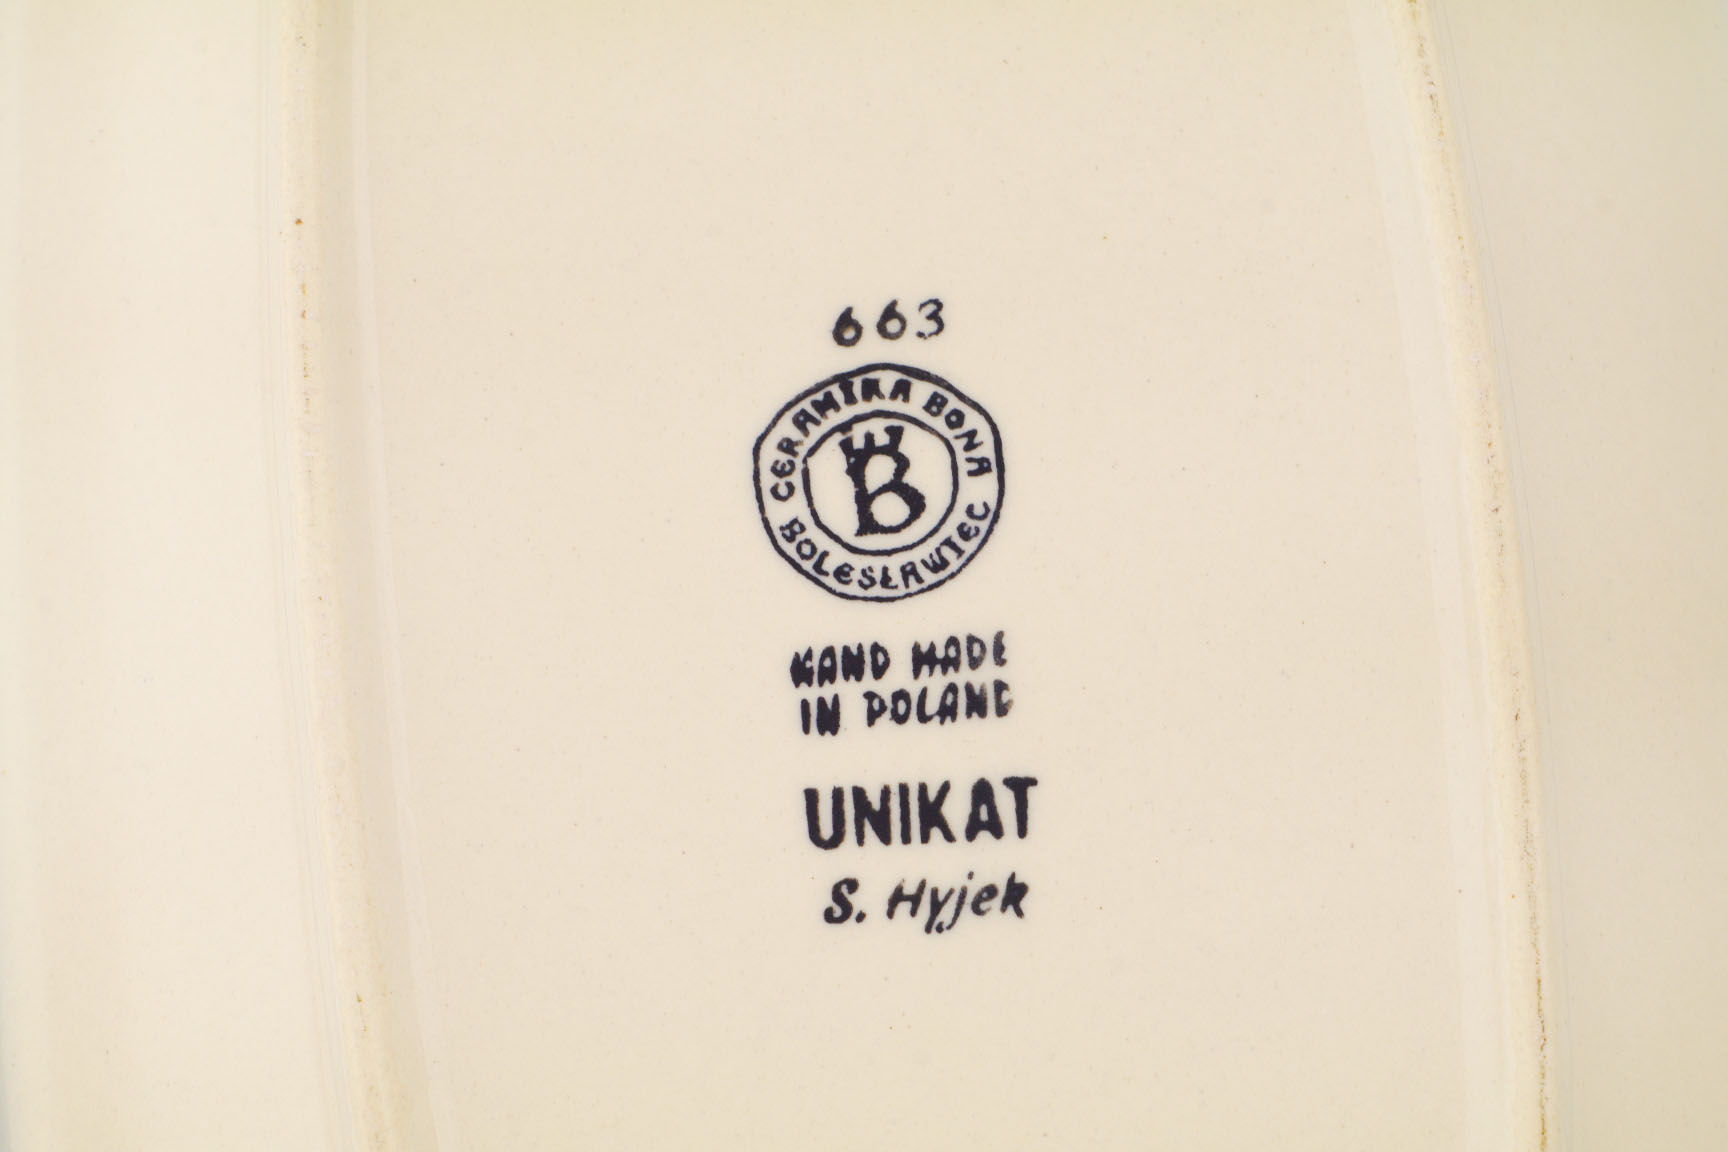 663
CERAMIKA BONA
B
BOLESŁAWIEC
HAND MADE
IN POLAND
UNIKAT
S. Hyjek